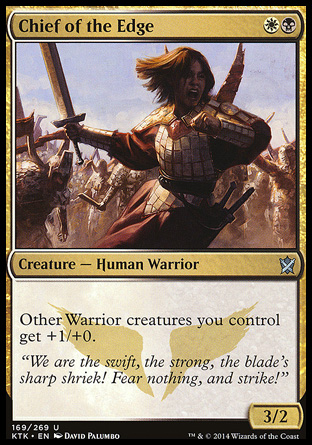 Chief of the Edge
Creature — Human Warrior
Other Warrior creatures you control
get +1/+0.
“We are the swift, the strong, the blade’s
sharp shriek! Fear nothing, and strike!”
3/2
169/269 U
KTK • EN David Palumbo
™ & © 2014 Wizards of the Coast